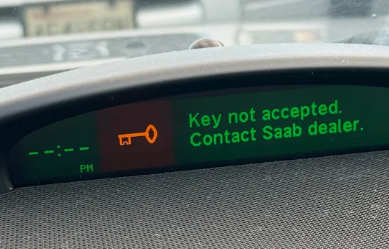 Key not accepted.
Contact Saab dealer.
--:--
PM